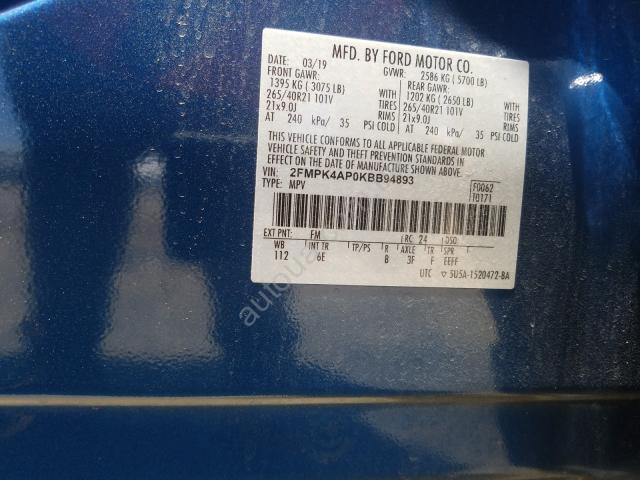 MFD. BY FORD MOTOR CO.
DATE: 03/19 GVWR: 2586 KG ( 5700 LB)
FRONT GAWR: REAR GAWR:
1395 KG ( 3075 LB) WITH 1202 KG ( 2650 LB) WITH
265/40R21 101V TIRES 265/40R21 101V TIRES
21x9.0J RIMS 21x9.0J RIMS
AT 240 kPa/ 35 PSI COLD AT 240 kPa/ 35 PSI COLD
THIS VEHICLE CONFORMS TO ALL APPLICABLE FEDERAL MOTOR
VEHICLE SAFETY AND THEFT PREVENTION STANDARDS IN
EFFECT ON THE DATE OF MANUFACTURE SHOWN ABOVE.
VIN: 2FMPK4AP0KBB94893 F0062
TYPE: MPV T0171
EXT PNT: FM RC: 24 DSO:
WB INT TR TP/PS R AXLE TR SPR
112 6E B 3F F EEFF
UTC ▽ 5U5A-1520472-BA